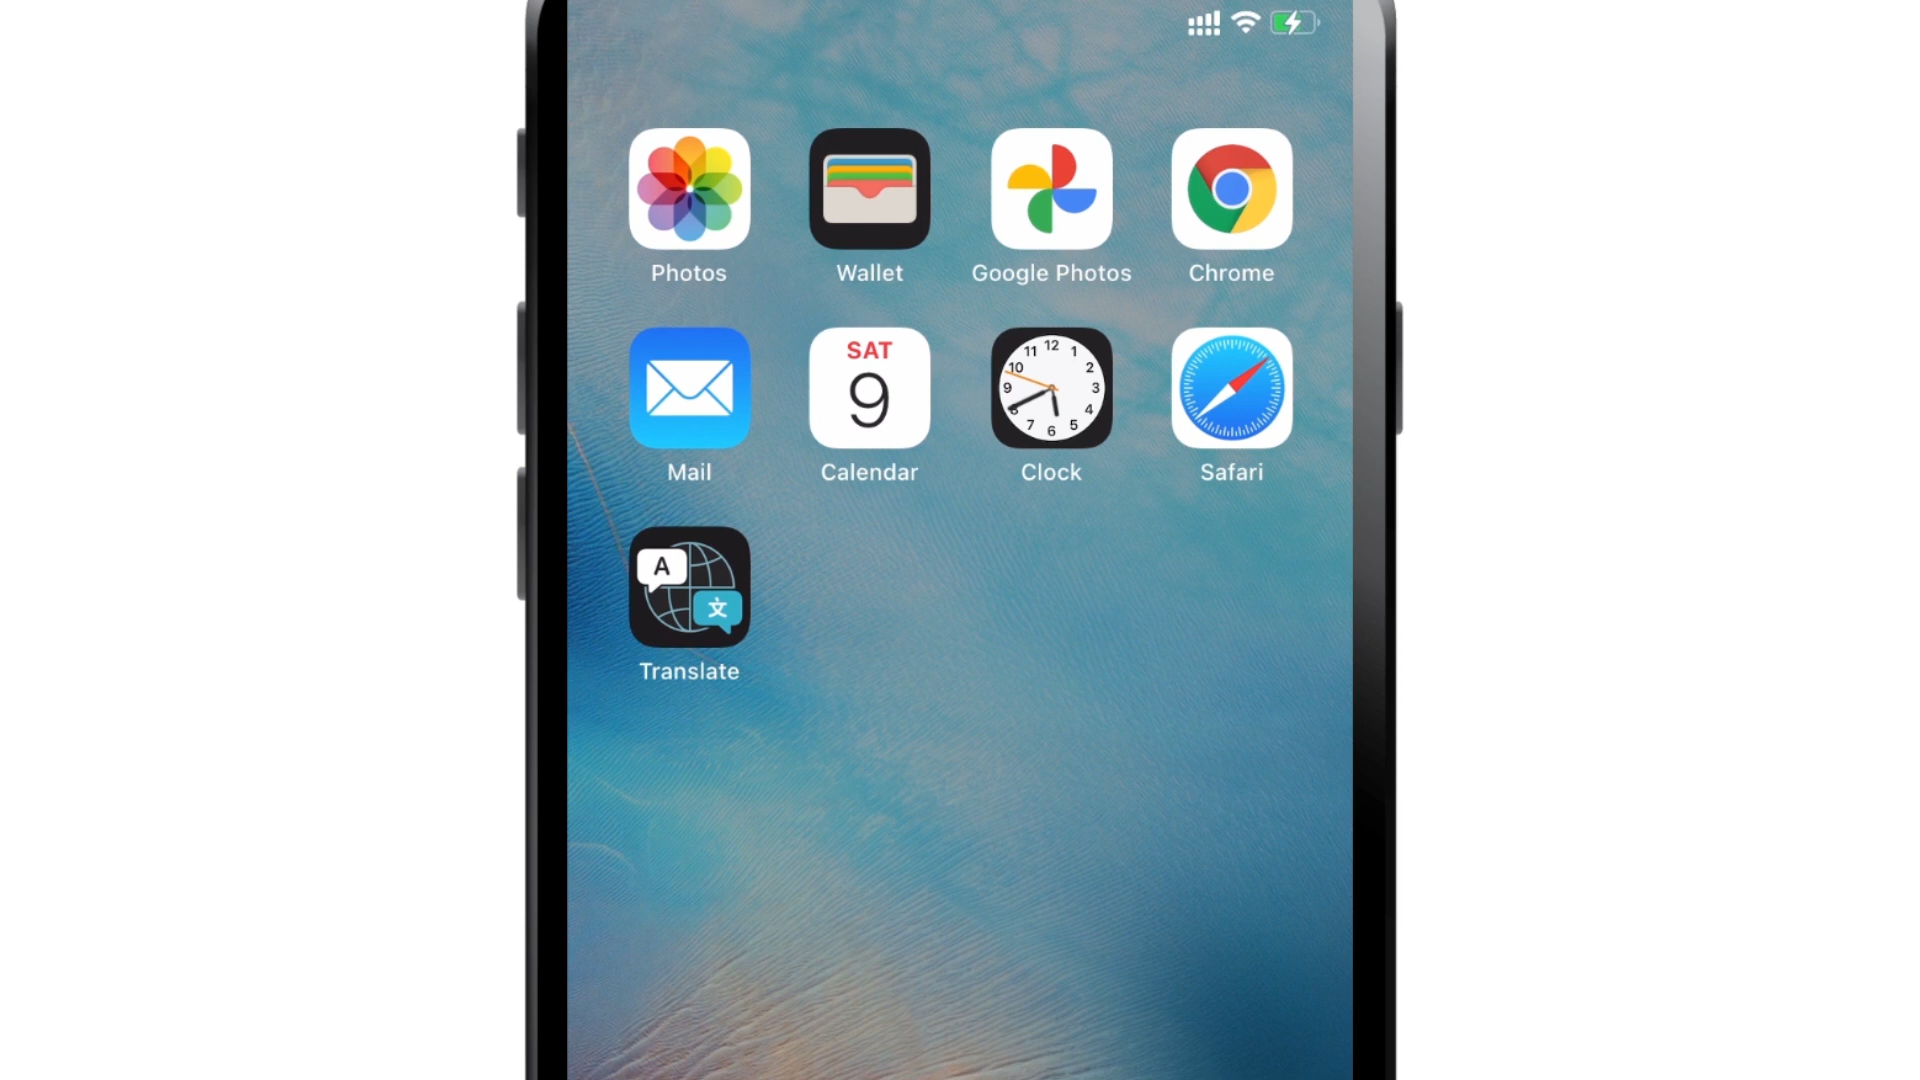 Photos
Wallet
Google Photos
Chrome
SAT
9
12
1
2
3
4
5
6
7
8
9
10
11
Mail
Calendar
Clock
Safari
A
文
Translate